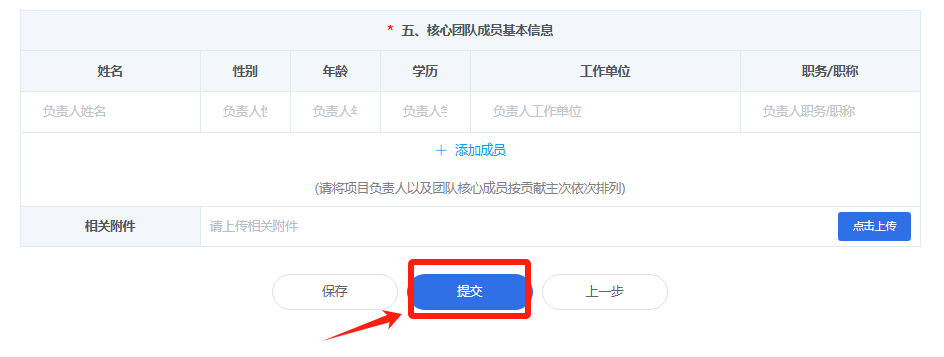 * 五、核心团队成员基本信息
姓名 性别 年龄 学历 工作单位 职务/职称
负责人姓名 负责人性 负责人年 负责人学 负责人工作单位 负责人职务/职称
+ 添加成员
(请将项目负责人以及团队核心成员按贡献主次依次排列)
相关附件 请上传相关附件 点击上传
保存 提交 上一步